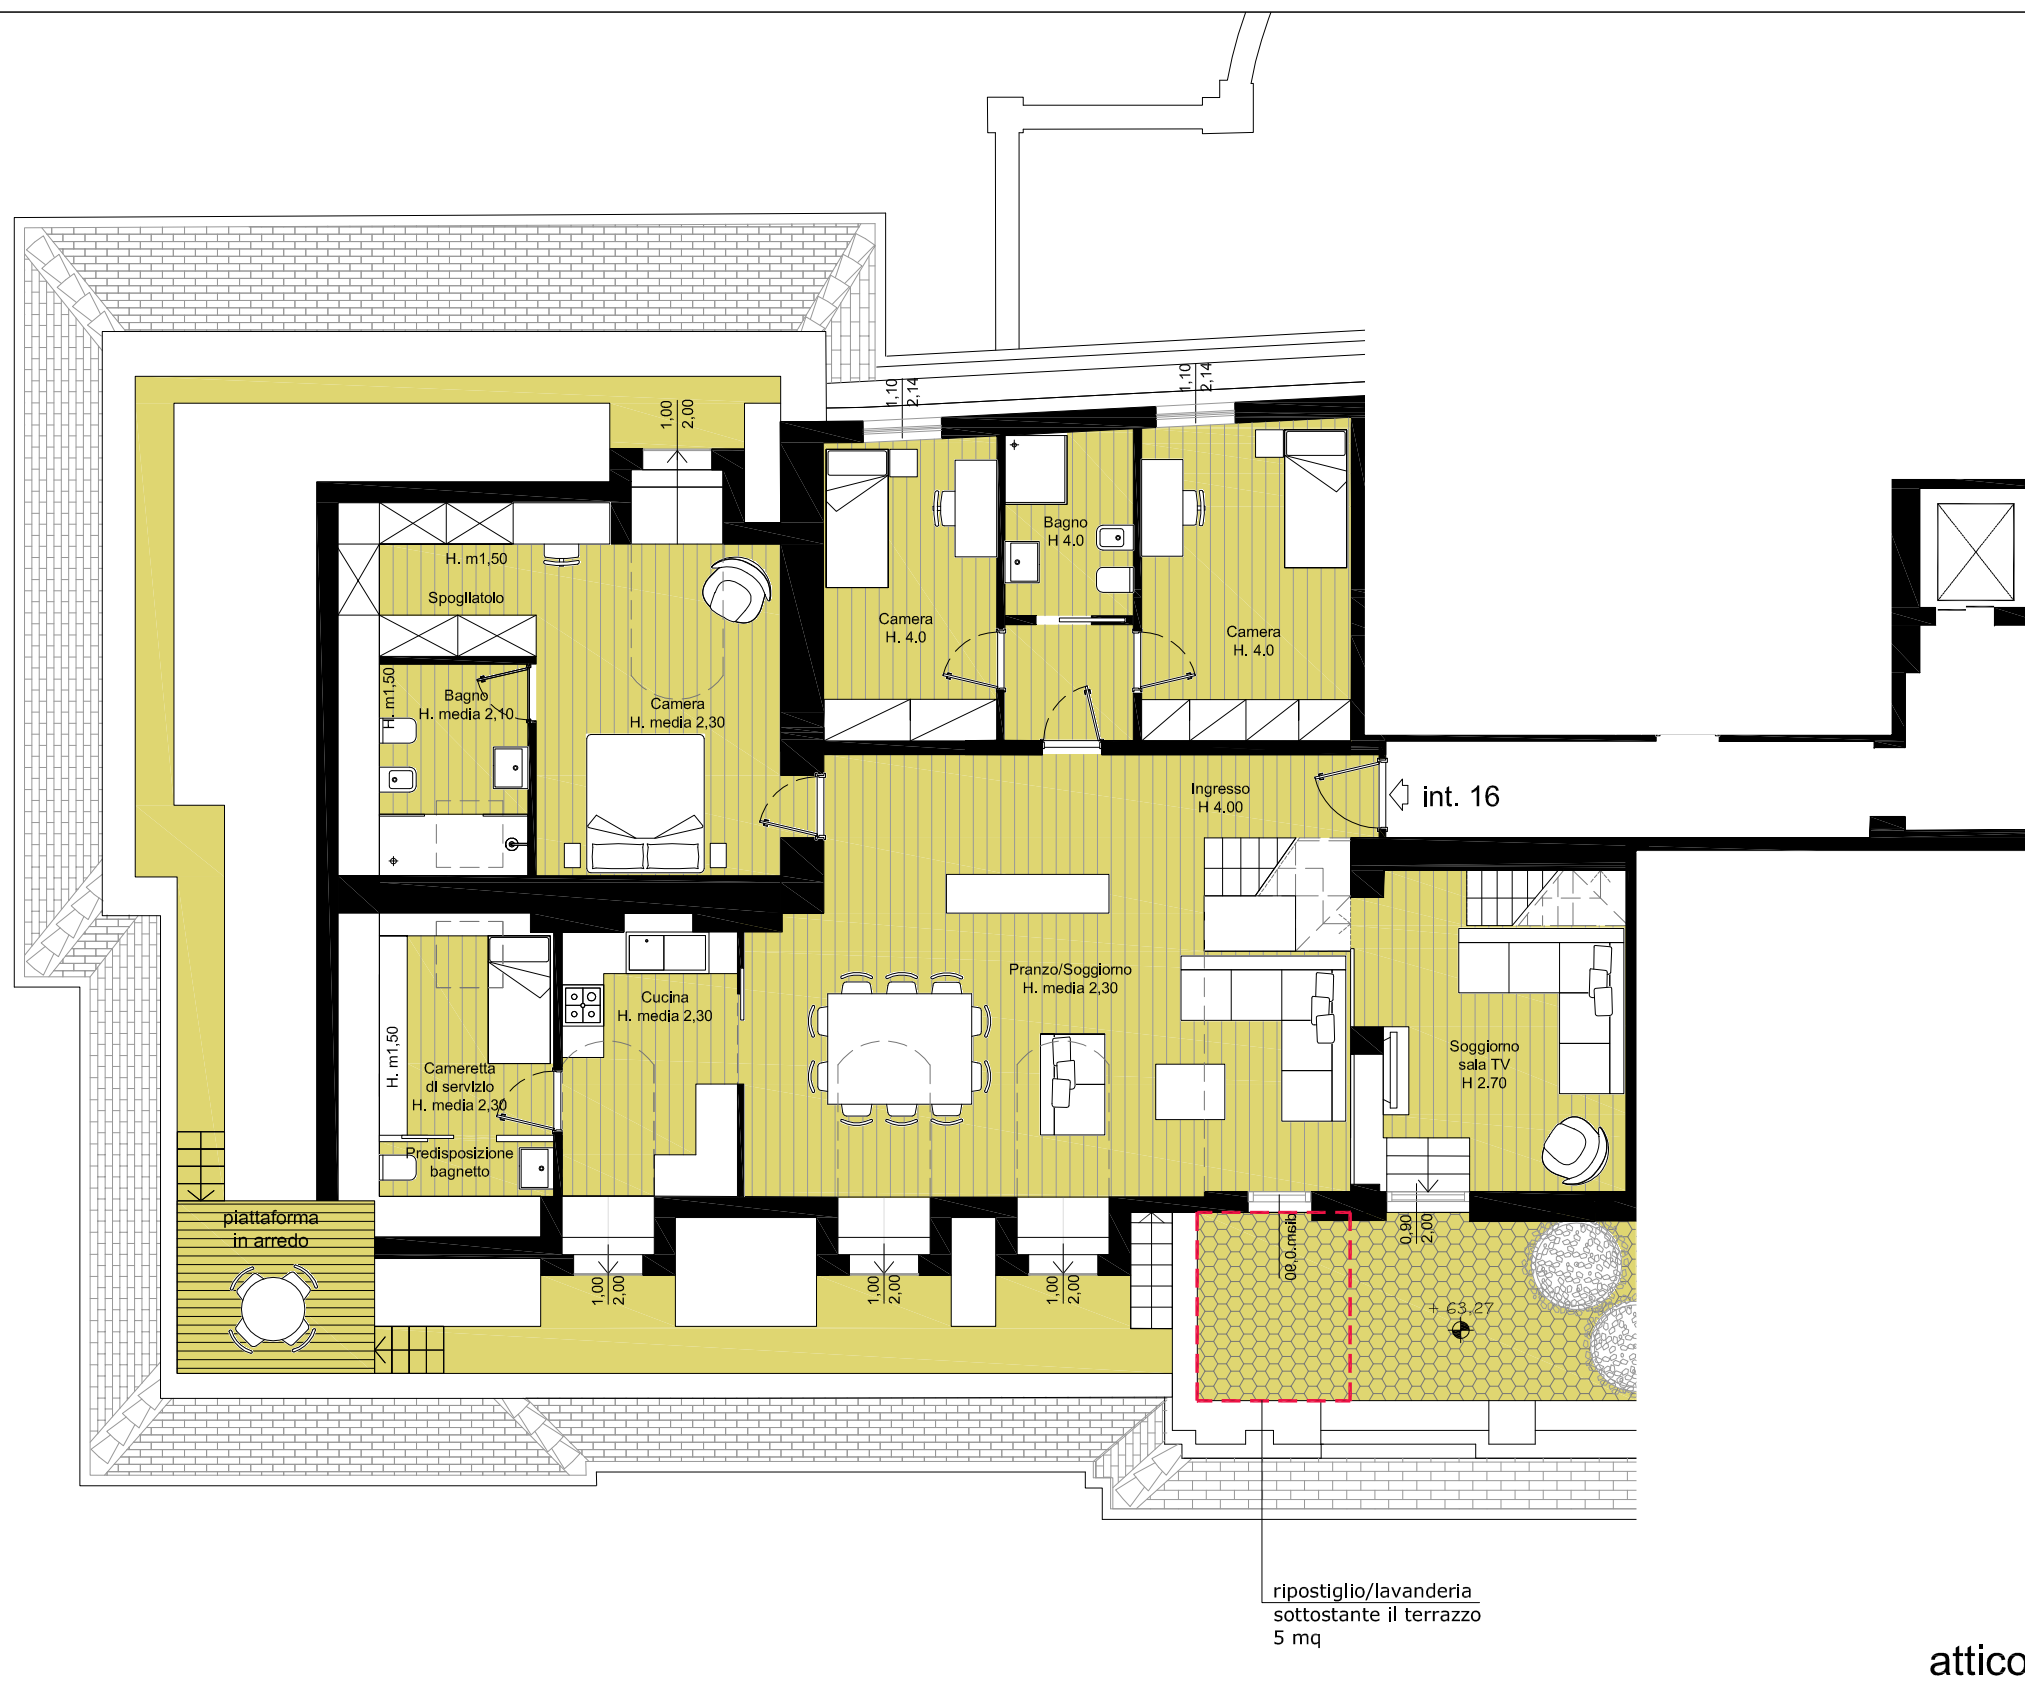 1,10
2,14
1,10
2,14
1,00
2,00
H. m1,50
Spogliatoio
Bagno
H 4.0
Camera
H. 4.0
Camera
H. 4.0
H. m1,50
Bagno
H. media 2,10
Camera
H. media 2,30
Ingresso
H 4.00
int. 16
Pranzo/Soggiorno
H. media 2,30
Cucina
H. media 2,30
H. m1,50
Cameretta
di servizio
H. media 2,30
Soggiorno
sala TV
H 2.70
Predisposizione
bagnetto
piattaforma
in arredo
1,00
2,00
1,00
2,00
1,00
2,00
diam.0,90
0,90
2,00
+ 63,27
ripostiglio/lavanderia
sottostante il terrazzo
5 mq
attico